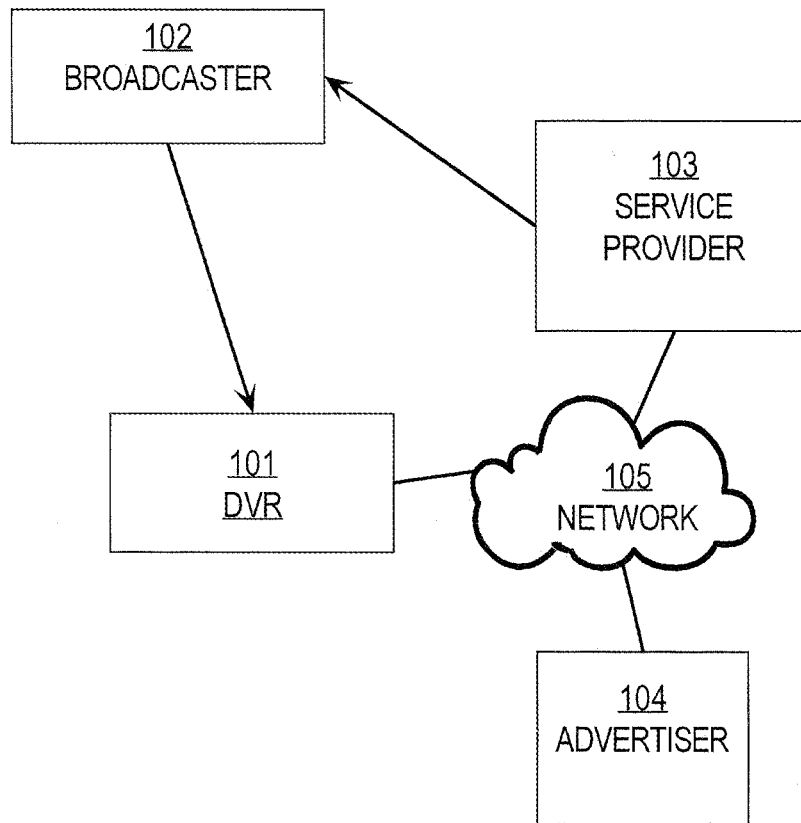 102
BROADCASTER
103
SERVICE
PROVIDER
101
DVR
105
NETWORK
104
ADVERTISER